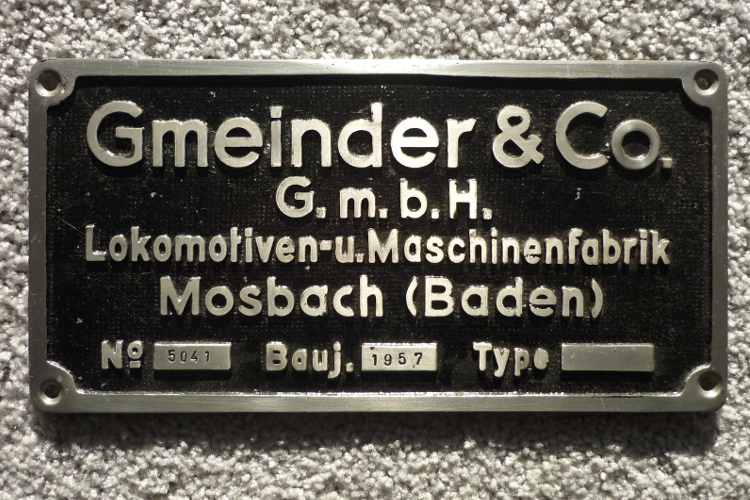 Gmeinder & Co.
G.m.b.H.
Lokomotiven-u.Maschinenfabrik
Mosbach (Baden)
Nº 5041 Bauj. 1957 Type